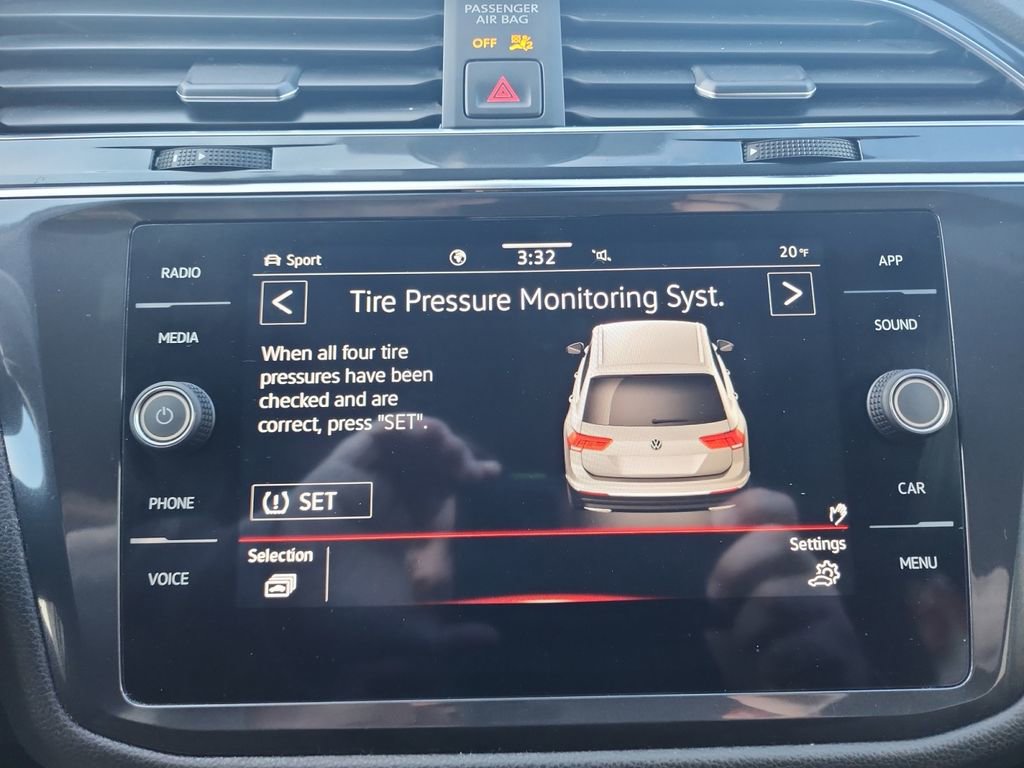 PASSENGER
AIR BAG
OFF
RADIO
MEDIA
PHONE
VOICE
Sport
3:32
20°F
Tire Pressure Monitoring Syst.
When all four tire
pressures have been
checked and are
correct, press "SET".
SET
Selection
Settings
APP
SOUND
CAR
MENU